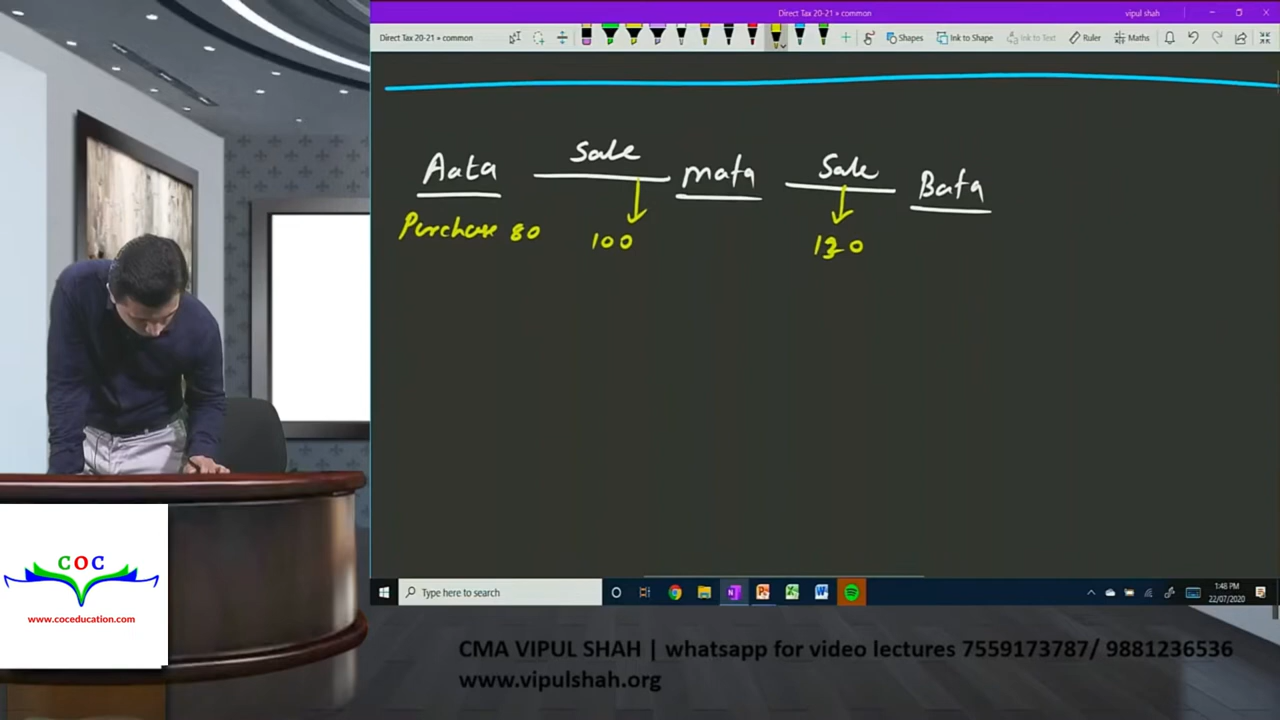 Direct Tax 20-21 » common
vipul shah
Direct Tax 20-21 » common
Shapes
Ink to Shape
Ink to Text
Ruler
Maths
Aata
Sale
mata
Sale
Bata
Purchase 80
100
COC
www.coceducation.com
Type here to search
1:48 PM
22/07/2020
CMA VIPUL SHAH | whatsapp for video lectures 7559173787/ 9881236536
www.vipulshah.org